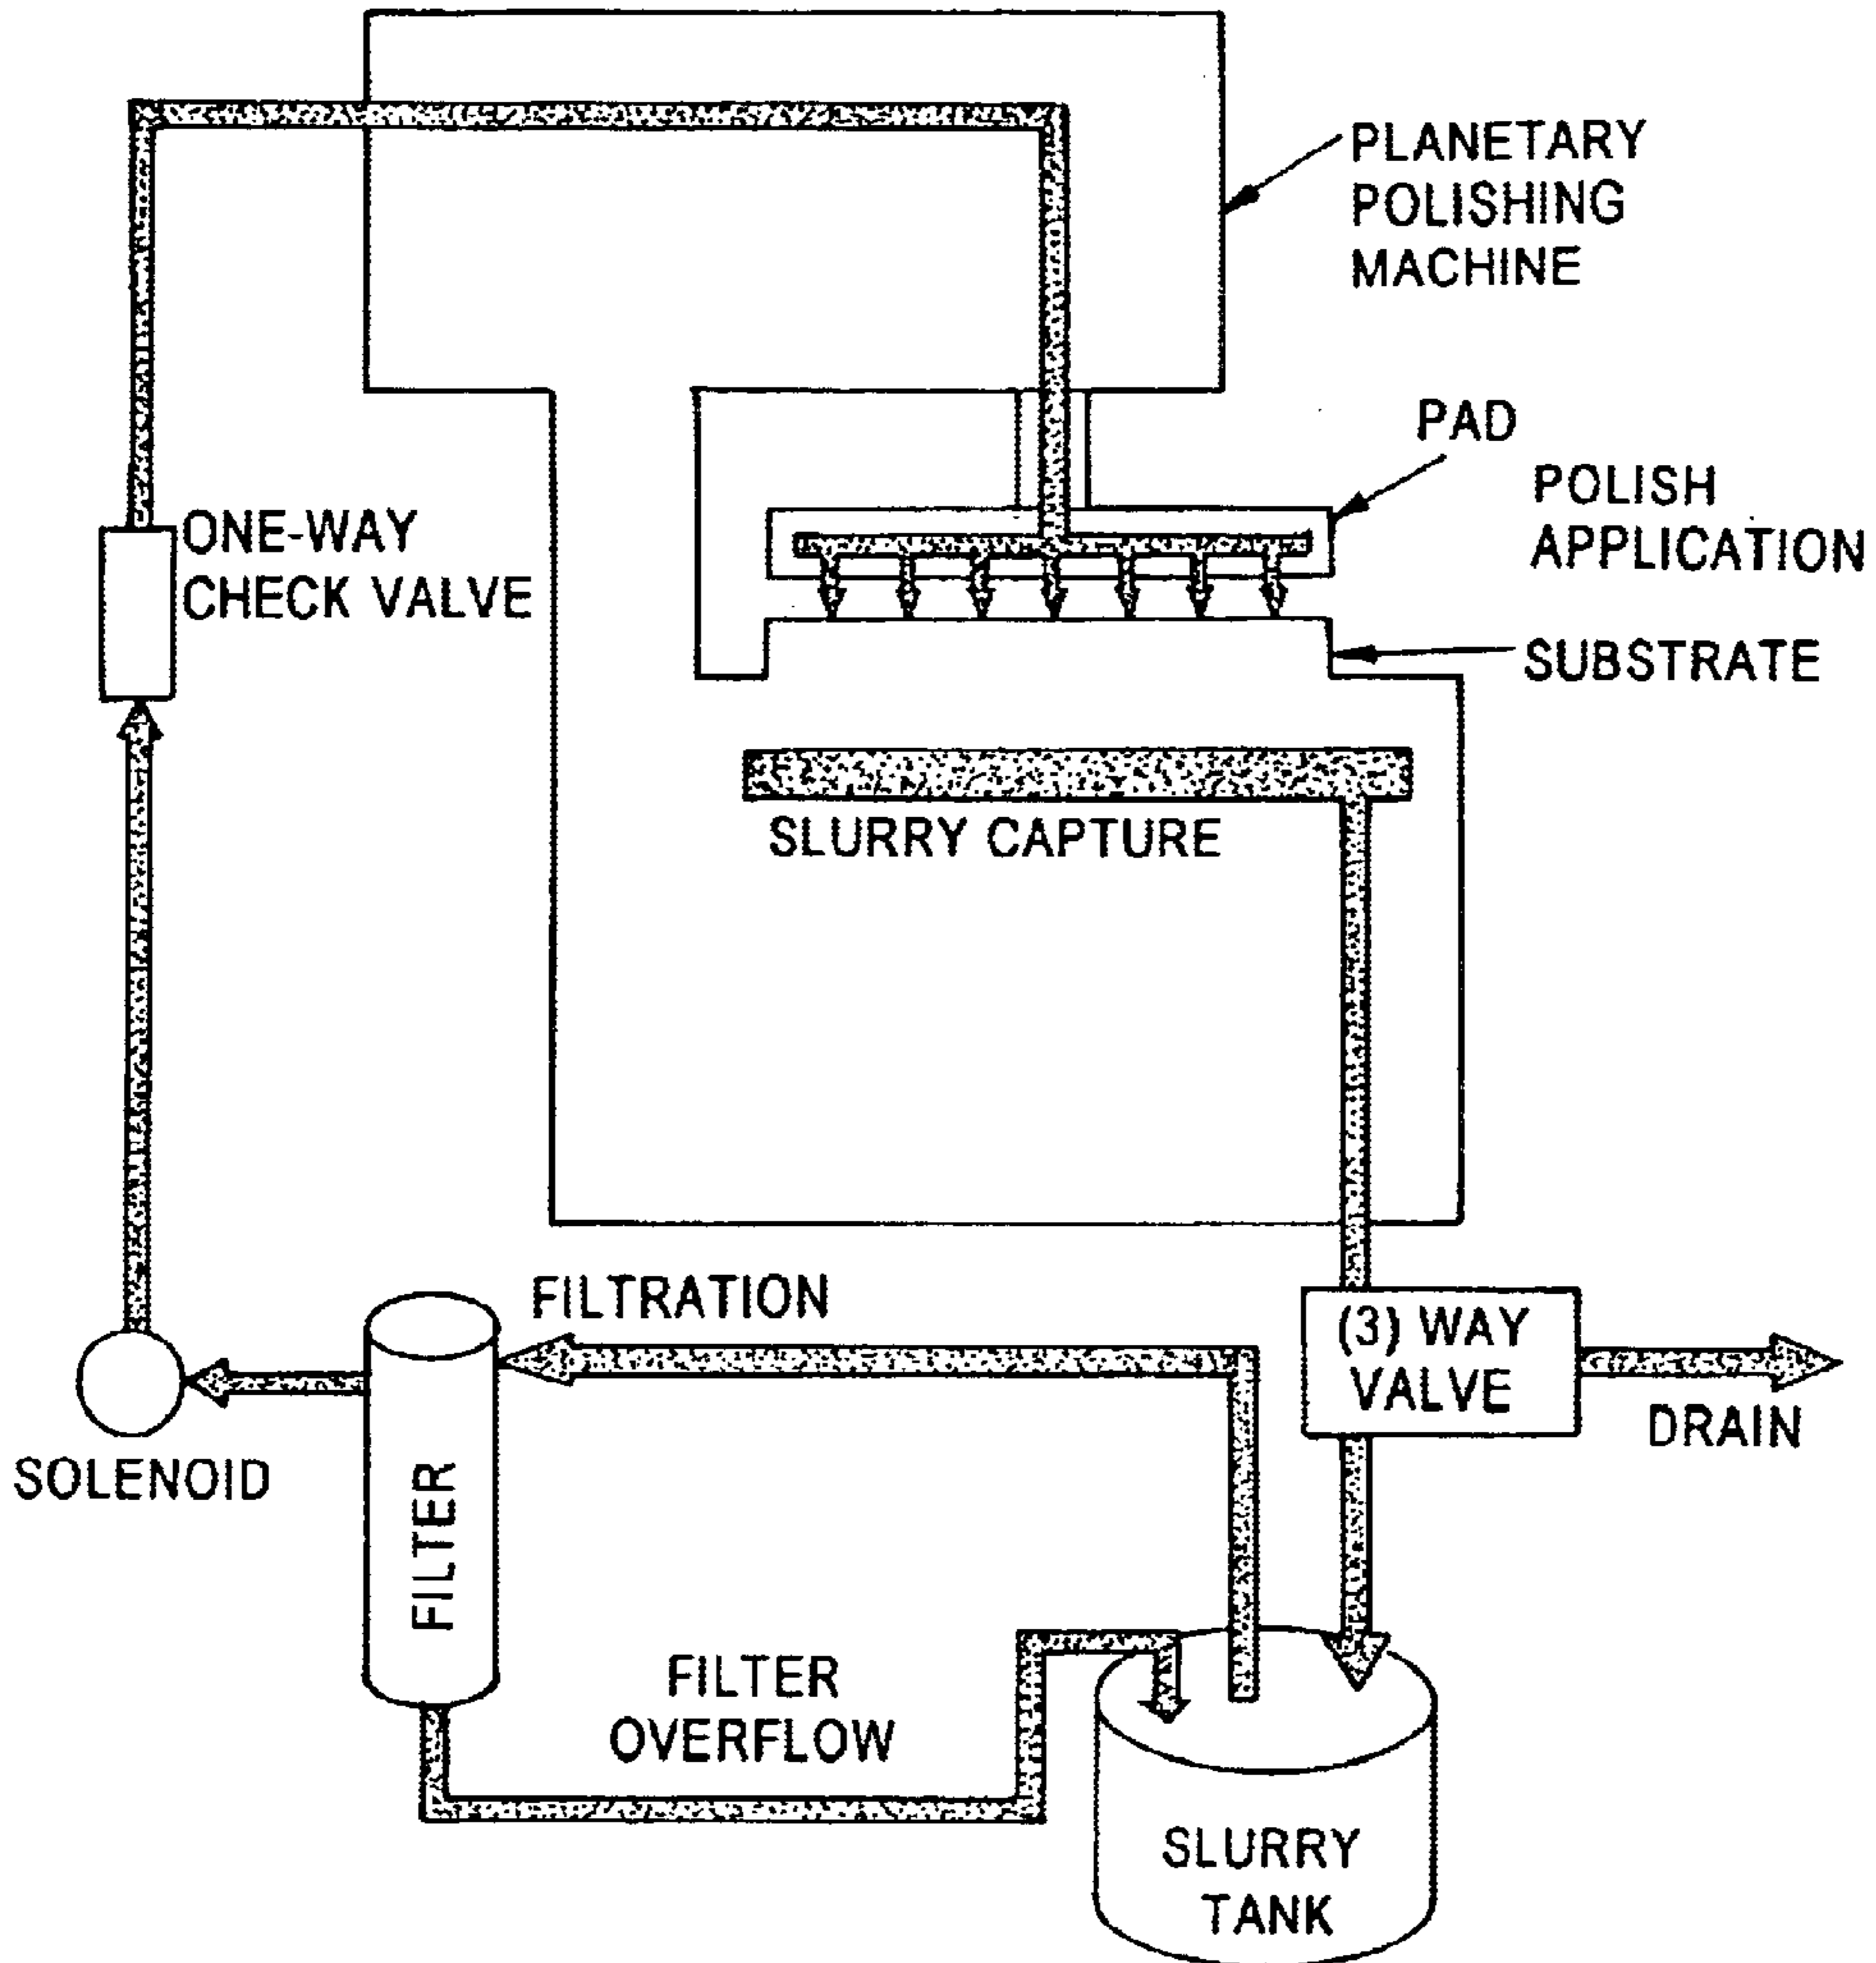 PLANETARY
POLISHING
MACHINE
PAD
POLISH
APPLICATION
ONE-WAY
CHECK VALVE
SUBSTRATE
SLURRY CAPTURE
FILTRATION
(3) WAY
VALVE
DRAIN
SOLENOID
FILTER
FILTER
OVERFLOW
SLURRY
TANK